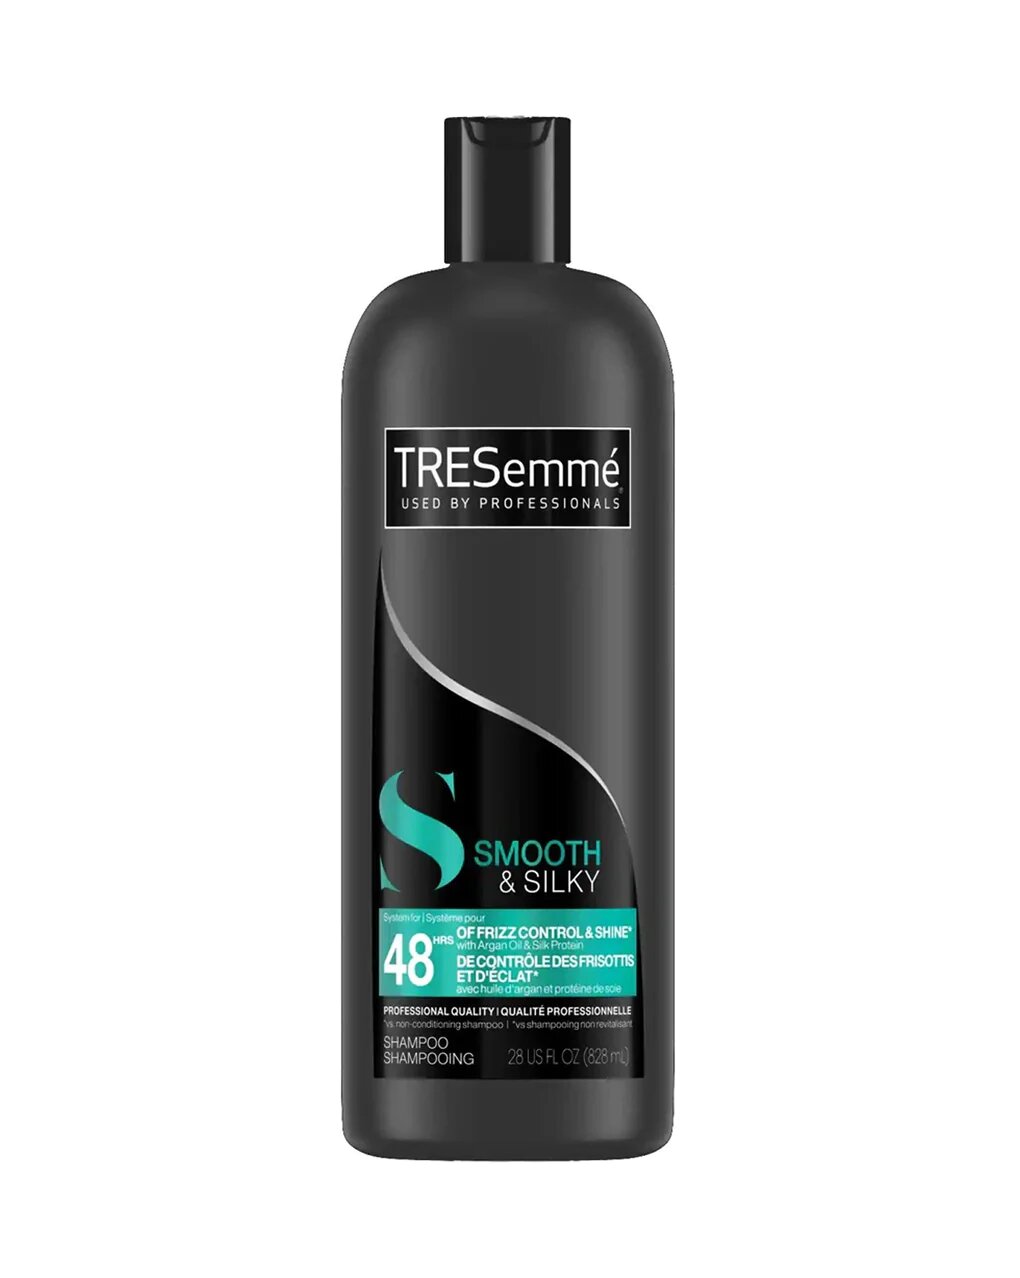 TRESemmé®
USED BY PROFESSIONALS
S
SMOOTH
& SILKY
System for | Système pour
48 HRS OF FRIZZ CONTROL & SHINE*
with Argan Oil & Silk Protein
DE CONTRÔLE DES FRISOTTIS
ET D'ÉCLAT*
avec huile d'argan et protéine de soie
PROFESSIONAL QUALITY | QUALITÉ PROFESSIONNELLE
*vs. non-conditioning shampoo | *vs shampooing non revitalisant
SHAMPOO
SHAMPOOING 28 US FL OZ (828 mL)